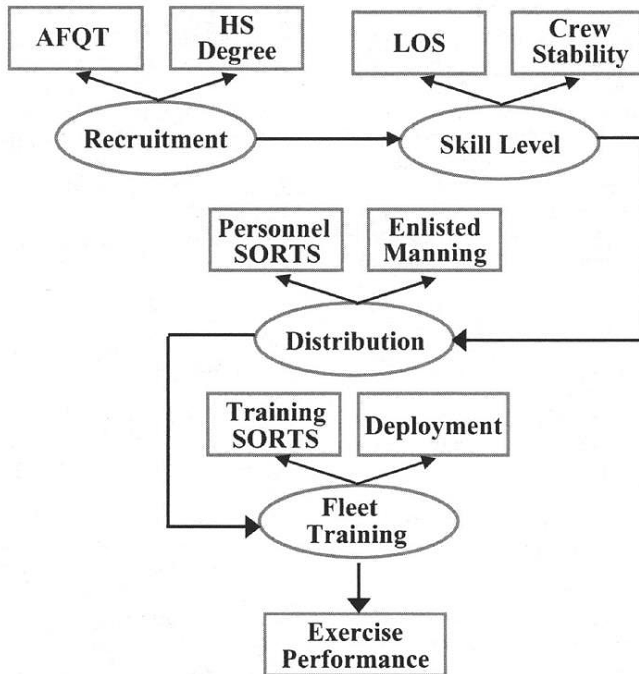 AFQT
HS
Degree
LOS
Crew
Stability
Recruitment
Skill Level
Personnel
SORTS
Enlisted
Manning
Distribution
Training
SORTS
Deployment
Fleet
Training
Exercise
Performance